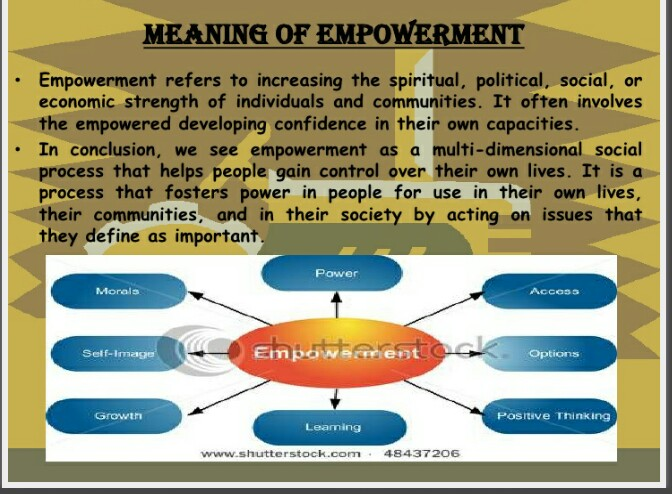 MEANING OF EMPOWERMENT
• Empowerment refers to increasing the spiritual, political, social, or
economic strength of individuals and communities. It often involves
the empowered developing confidence in their own capacities.
• In conclusion, we see empowerment as a multi-dimensional social
process that helps people gain control over their own lives. It is a
process that fosters power in people for use in their own lives,
their communities, and in their society by acting on issues that
they define as important.
Power
Morals
Access
Self-Image
shutterstock.
Empowerment
Options
Growth
Learning
Positive Thinking
www.shutterstock.com · 48437206